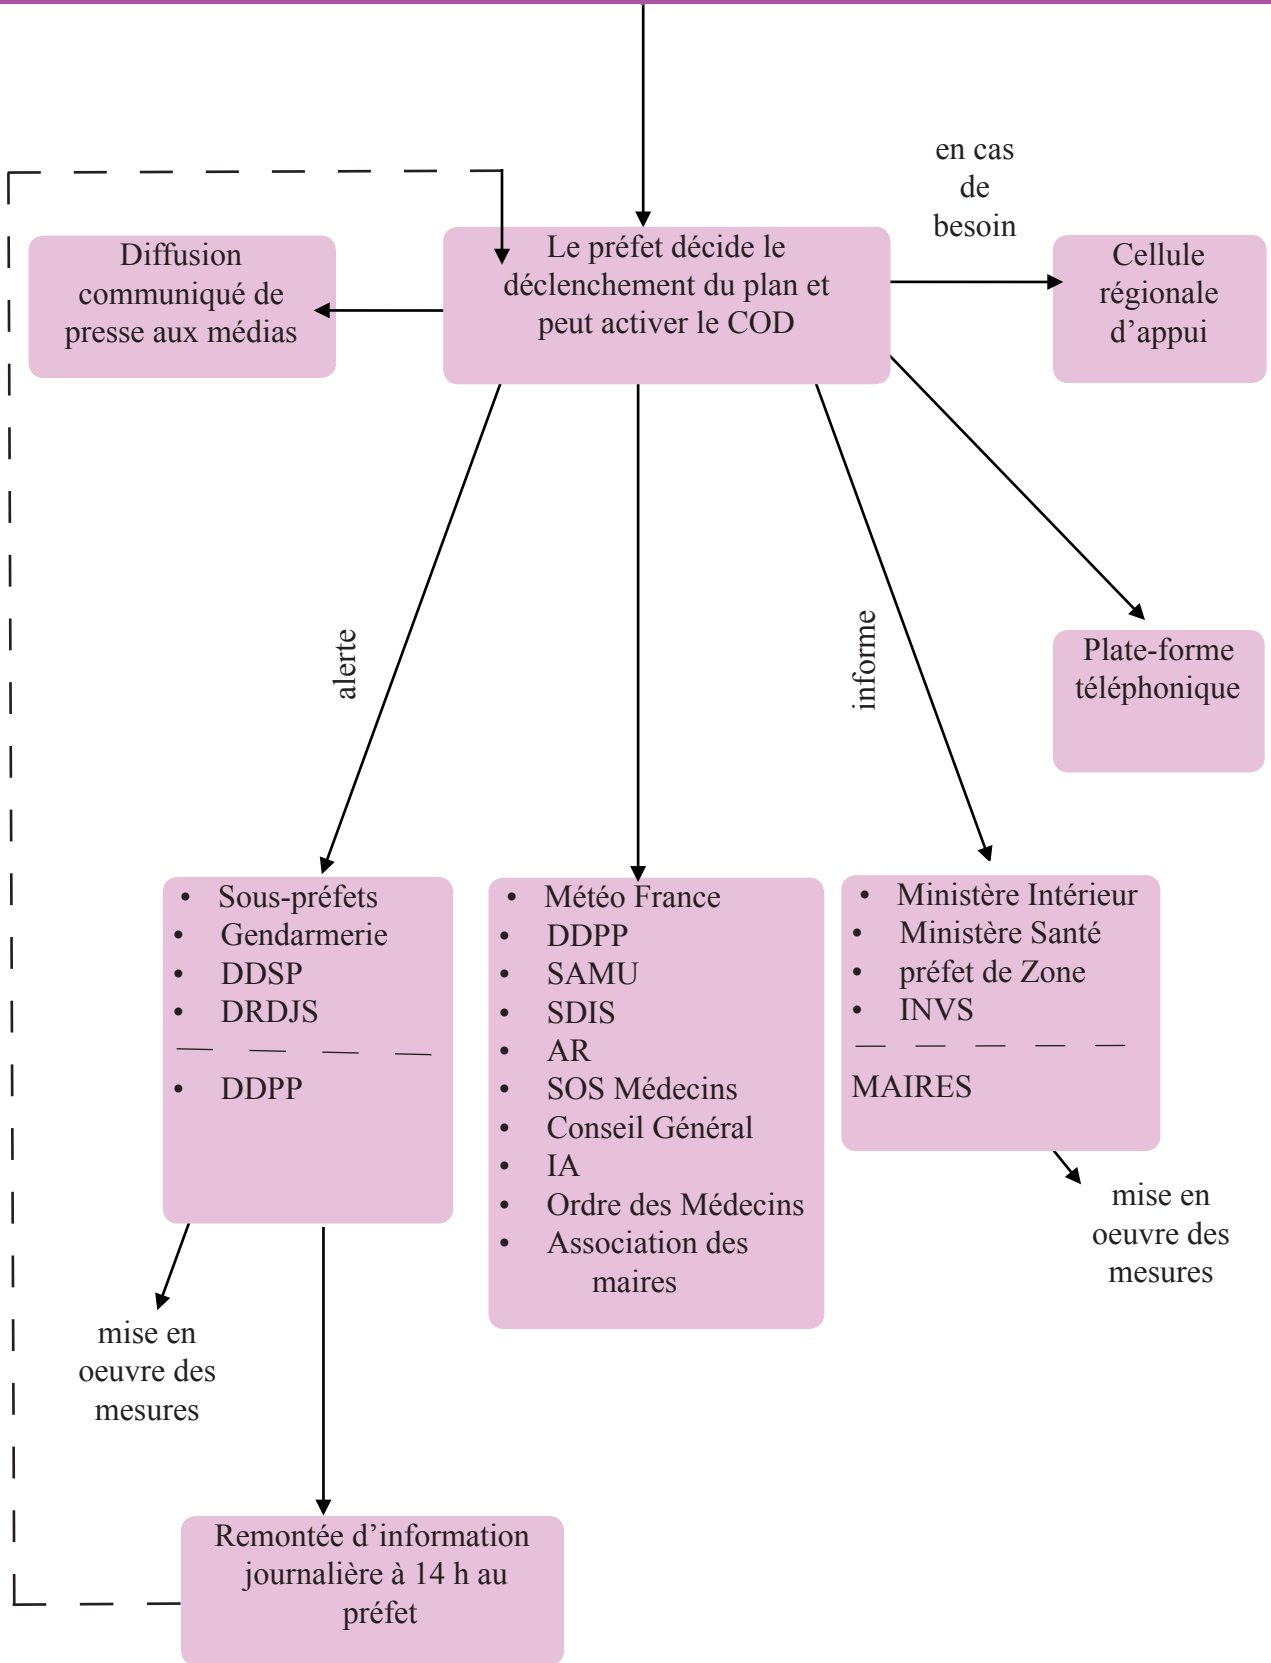 en cas
de
besoin
Diffusion
communiqué de
presse aux médias
Le préfet décide le
déclenchement du plan et
peut activer le COD
Cellule
régionale
d’appui
alerte
informe
Plate-forme
téléphonique
• Sous-préfets
• Gendarmerie
• DDSP
• DRDJS
• DDPP
• Météo France
• DDPP
• SAMU
• SDIS
• AR
• SOS Médecins
• Conseil Général
• IA
• Ordre des Médecins
• Association des
maires
• Ministère Intérieur
• Ministère Santé
• préfet de Zone
• INVS
MAIRES
mise en
oeuvre des
mesures
mise en
oeuvre des
mesures
Remontée d’information
journalière à 14 h au
préfet